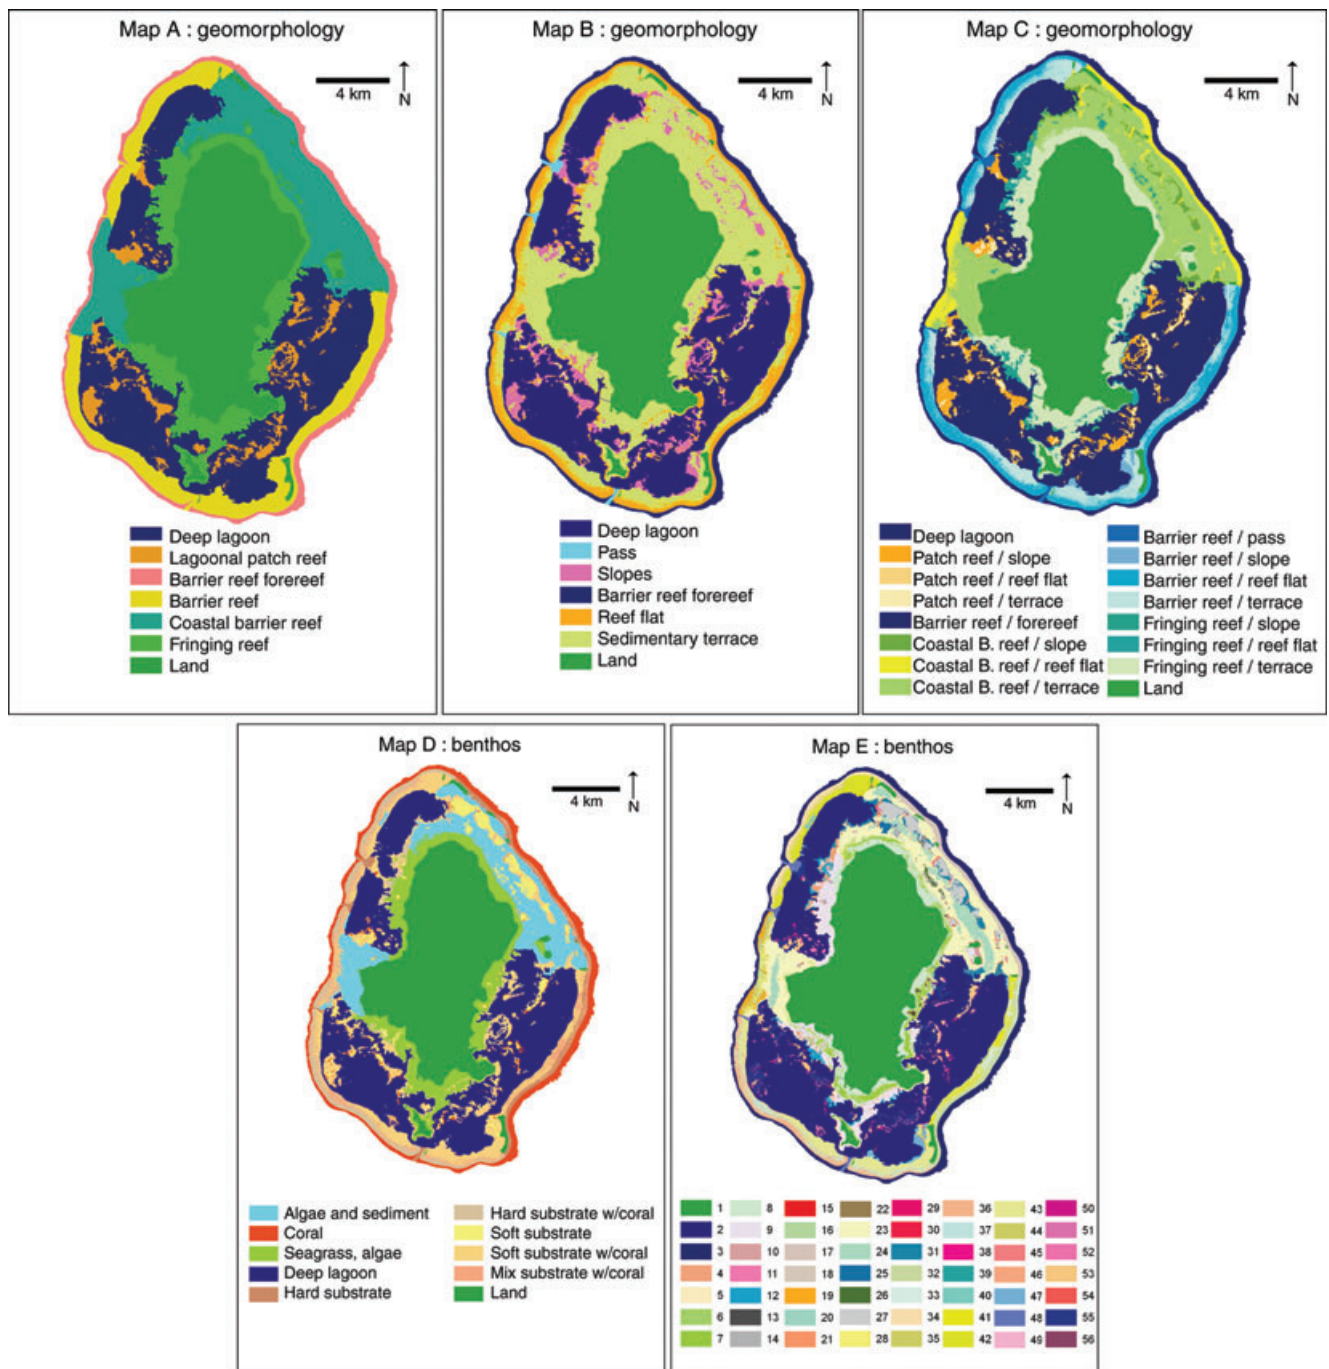 Map A : geomorphology
4 km
N
Deep lagoon
Lagoonal patch reef
Barrier reef forereef
Barrier reef
Coastal barrier reef
Fringing reef
Land
Map B : geomorphology
4 km
N
Deep lagoon
Pass
Slopes
Barrier reef forereef
Reef flat
Sedimentary terrace
Land
Map C : geomorphology
4 km
N
Deep lagoon
Patch reef / slope
Patch reef / reef flat
Patch reef / terrace
Barrier reef / forereef
Coastal B. reef / slope
Coastal B. reef / reef flat
Coastal B. reef / terrace
Barrier reef / pass
Barrier reef / slope
Barrier reef / reef flat
Barrier reef / terrace
Fringing reef / slope
Fringing reef / reef flat
Fringing reef / terrace
Land
Map D : benthos
4 km
N
Algae and sediment
Coral
Seagrass, algae
Deep lagoon
Hard substrate
Hard substrate w/coral
Soft substrate
Soft substrate w/coral
Mix substrate w/coral
Land
Map E : benthos
4 km
N
1 8 15 22 29 36 43 50
2 9 16 23 30 37 44 51
3 10 17 24 31 38 45 52
4 11 18 25 32 39 46 53
5 12 19 26 33 40 47 54
6 13 20 27 34 41 48 55
7 14 21 28 35 42 49 56